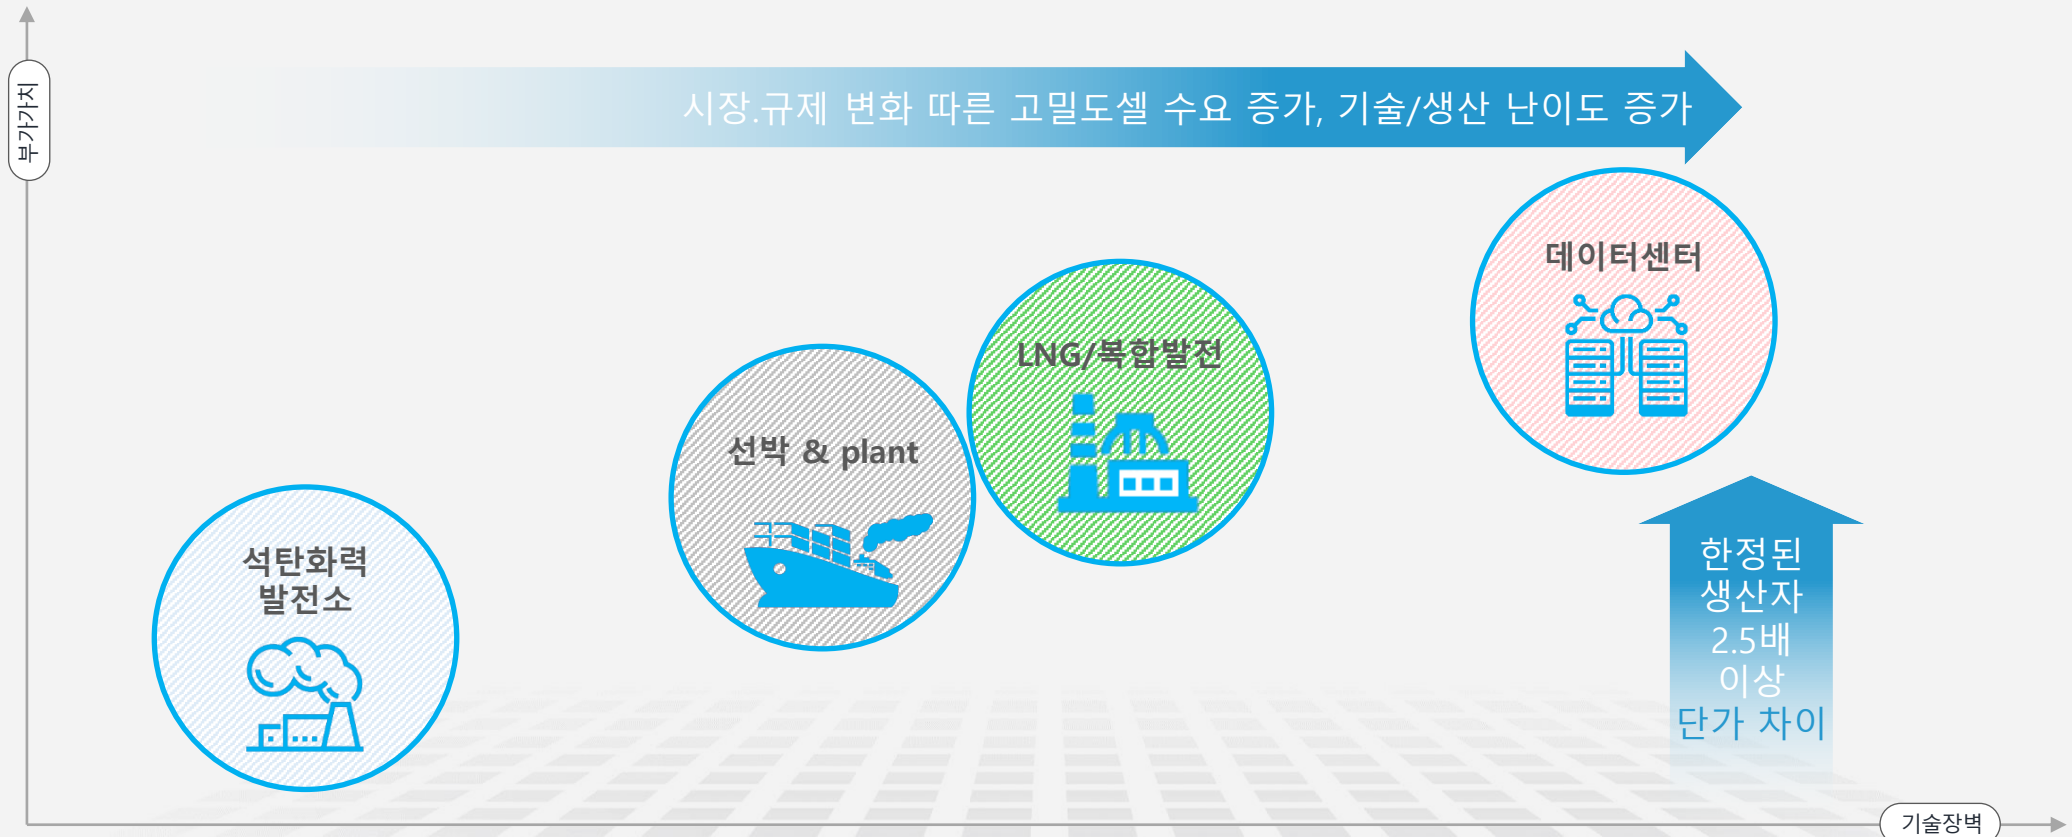 부가가치
시장.규제 변화 따른 고밀도셀 수요 증가, 기술/생산 난이도 증가
데이터센터
LNG/복합발전
선박 & plant
석탄화력
발전소
한정된
생산자
2.5배
이상
단가 차이
기술장벽